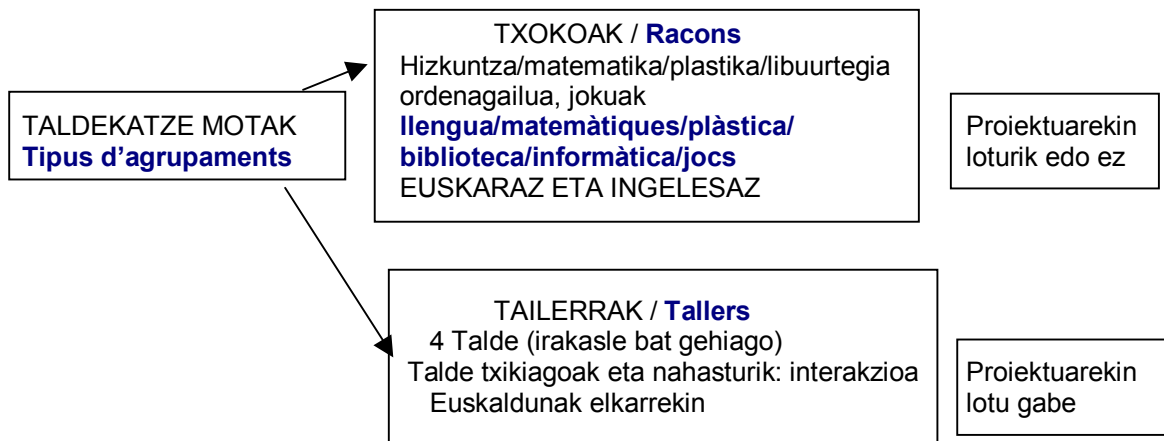 TALDEKATZE MOTAK
Tipus d'agrupaments
TXOKOAK / Racons
Hizkuntza/matematika/plastika/libuurtegia
ordenagailua, jokuak
llengua/matemàtiques/plàstica/
biblioteca/informàtica/jocs
EUSKARAZ ETA INGELESAZ
Proiektuarekin
loturik edo ez
TAILERRAK / Tallers
4 Talde (irakasle bat gehiago)
Talde txikiagoak eta nahasturik: interakzioa
Euskaldunak elkarrekin
Proiektuarekin
lotu gabe